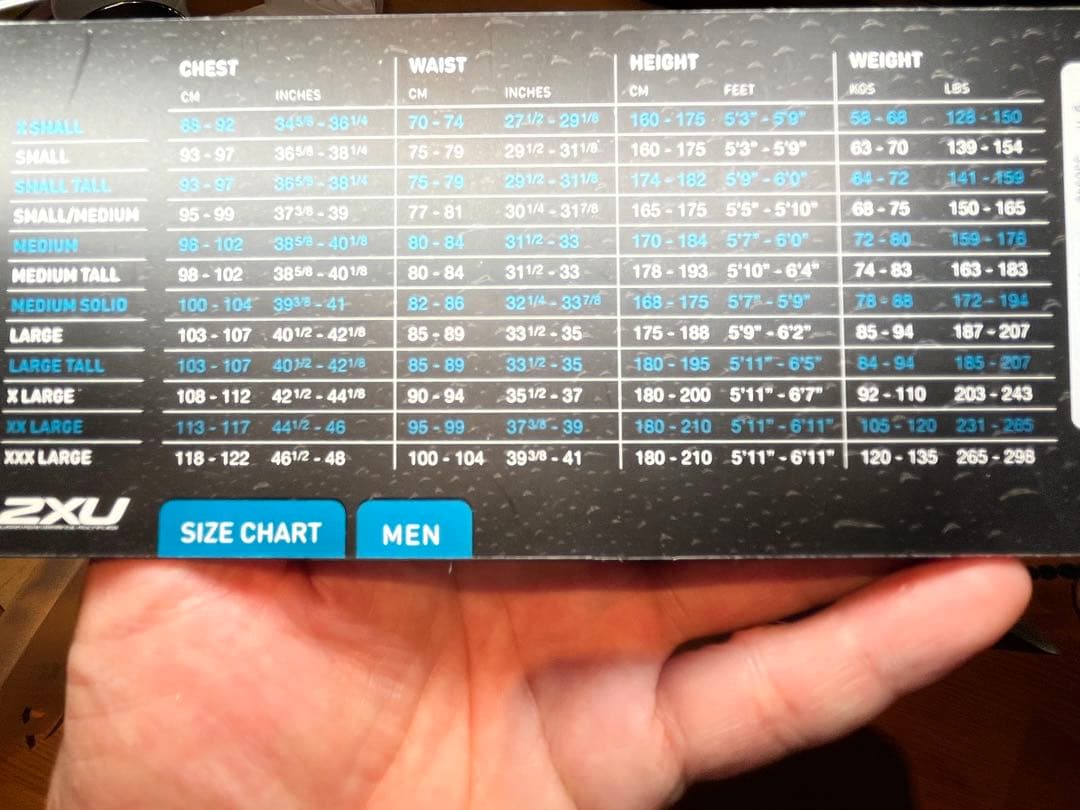 CHEST WAIST HEIGHT WEIGHT
CM INCHES CM INCHES CM FEET KGS LBS
X SMALL 88 - 92 34 5/8 - 36 1/4 70 - 74 27 1/2 - 29 1/8 160 - 175 5'3" - 5'9" 58 - 68 128 - 150
SMALL 93 - 97 36 5/8 - 38 1/4 75 - 79 29 1/2 - 31 1/8 160 - 175 5'3" - 5'9" 63 - 70 139 - 154
SMALL TALL 93 - 97 36 5/8 - 38 1/4 75 - 79 29 1/2 - 31 1/8 174 - 182 5'9" - 6'0" 64 - 72 141 - 159
SMALL/MEDIUM 95 - 99 37 3/8 - 39 77 - 81 30 1/4 - 31 7/8 165 - 175 5'5" - 5'10" 68 - 75 150 - 165
MEDIUM 98 - 102 38 5/8 - 40 1/8 80 - 84 31 1/2 - 33 170 - 184 5'7" - 6'0" 72 - 80 159 - 176
MEDIUM TALL 98 - 102 38 5/8 - 40 1/8 80 - 84 31 1/2 - 33 178 - 193 5'10" - 6'4" 74 - 83 163 - 183
MEDIUM SOLID 100 - 104 39 3/8 - 41 82 - 86 32 1/4 - 33 7/8 168 - 175 5'7" - 5'9" 78 - 88 172 - 194
LARGE 103 - 107 40 1/2 - 42 1/8 85 - 89 33 1/2 - 35 175 - 188 5'9" - 6'2" 85 - 94 187 - 207
LARGE TALL 103 - 107 40 1/2 - 42 1/8 85 - 89 33 1/2 - 35 180 - 195 5'11" - 6'5" 84 - 94 185 - 207
X LARGE 108 - 112 42 1/2 - 44 1/8 90 - 94 35 1/2 - 37 180 - 200 5'11" - 6'7" 92 - 110 203 - 243
XX LARGE 113 - 117 44 1/2 - 46 95 - 99 37 3/8 - 39 180 - 210 5'11" - 6'11" 105 - 120 231 - 265
XXX LARGE 118 - 122 46 1/2 - 48 100 - 104 39 3/8 - 41 180 - 210 5'11" - 6'11" 120 - 135 265 - 298
2XU
SIZE CHART MEN